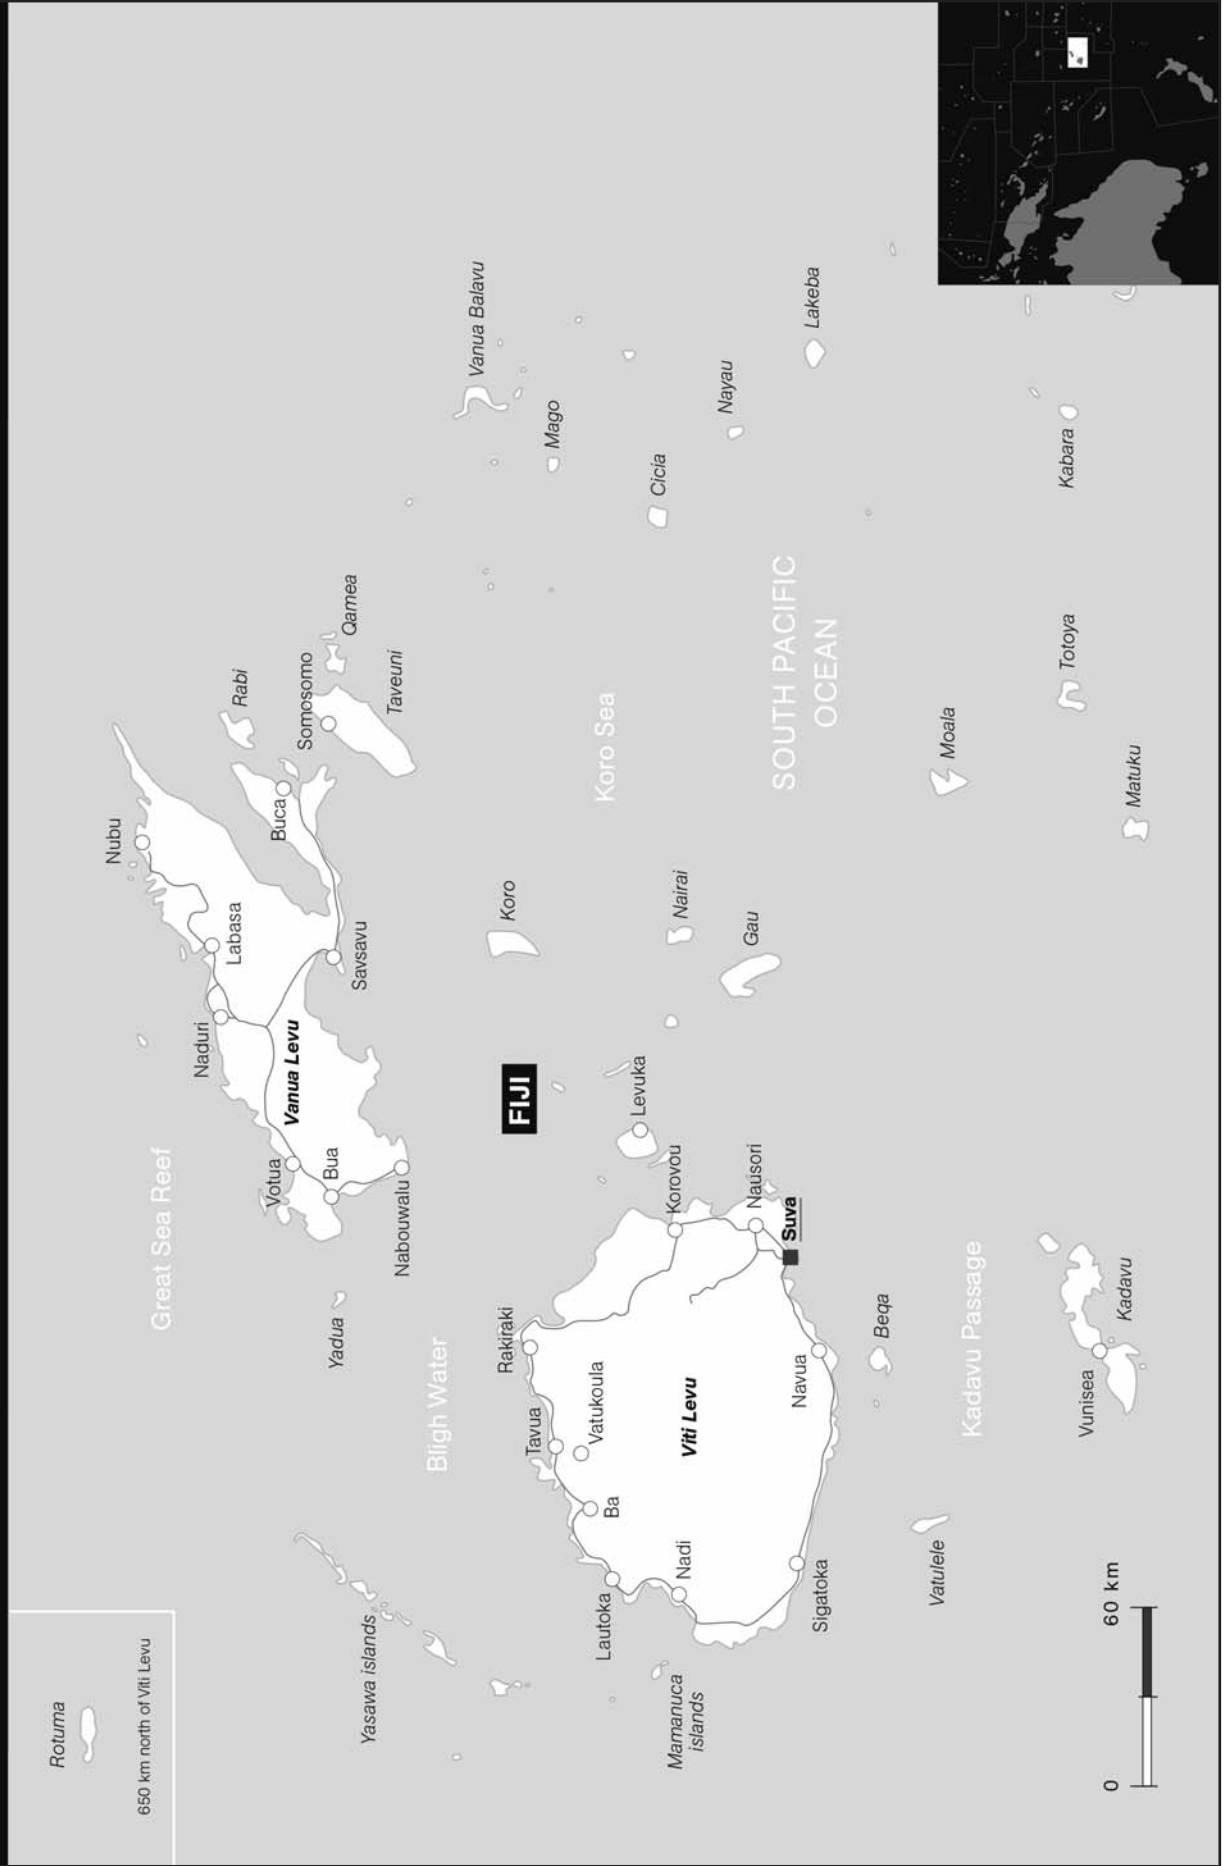 Rotuma
650 km north of Viti Levu
Great Sea Reef
Nubu
Labasa
Naduri
Rabi
Buca
Somosomo
Qamea
Taveuni
Savsavu
Vanua Levu
Votua
Bua
Nabouwalu
Yadua
Yasawa islands
Bligh Water
Vanua Balavu
Mago
Koro
FIJI
Koro Sea
Cicia
Nayau
Lakeba
Rakiraki
Tavua
Vatukoula
Ba
Lautoka
Nadi
Mamanuca
islands
Viti Levu
Korovou
Levuka
Nairai
Gau
Nausori
Suva
Navua
Sigatoka
SOUTH PACIFIC
OCEAN
Beqa
Vatulele
Kadavu Passage
Moala
Totoya
Matuku
Kabara
Vunisea
Kadavu
0
60 km